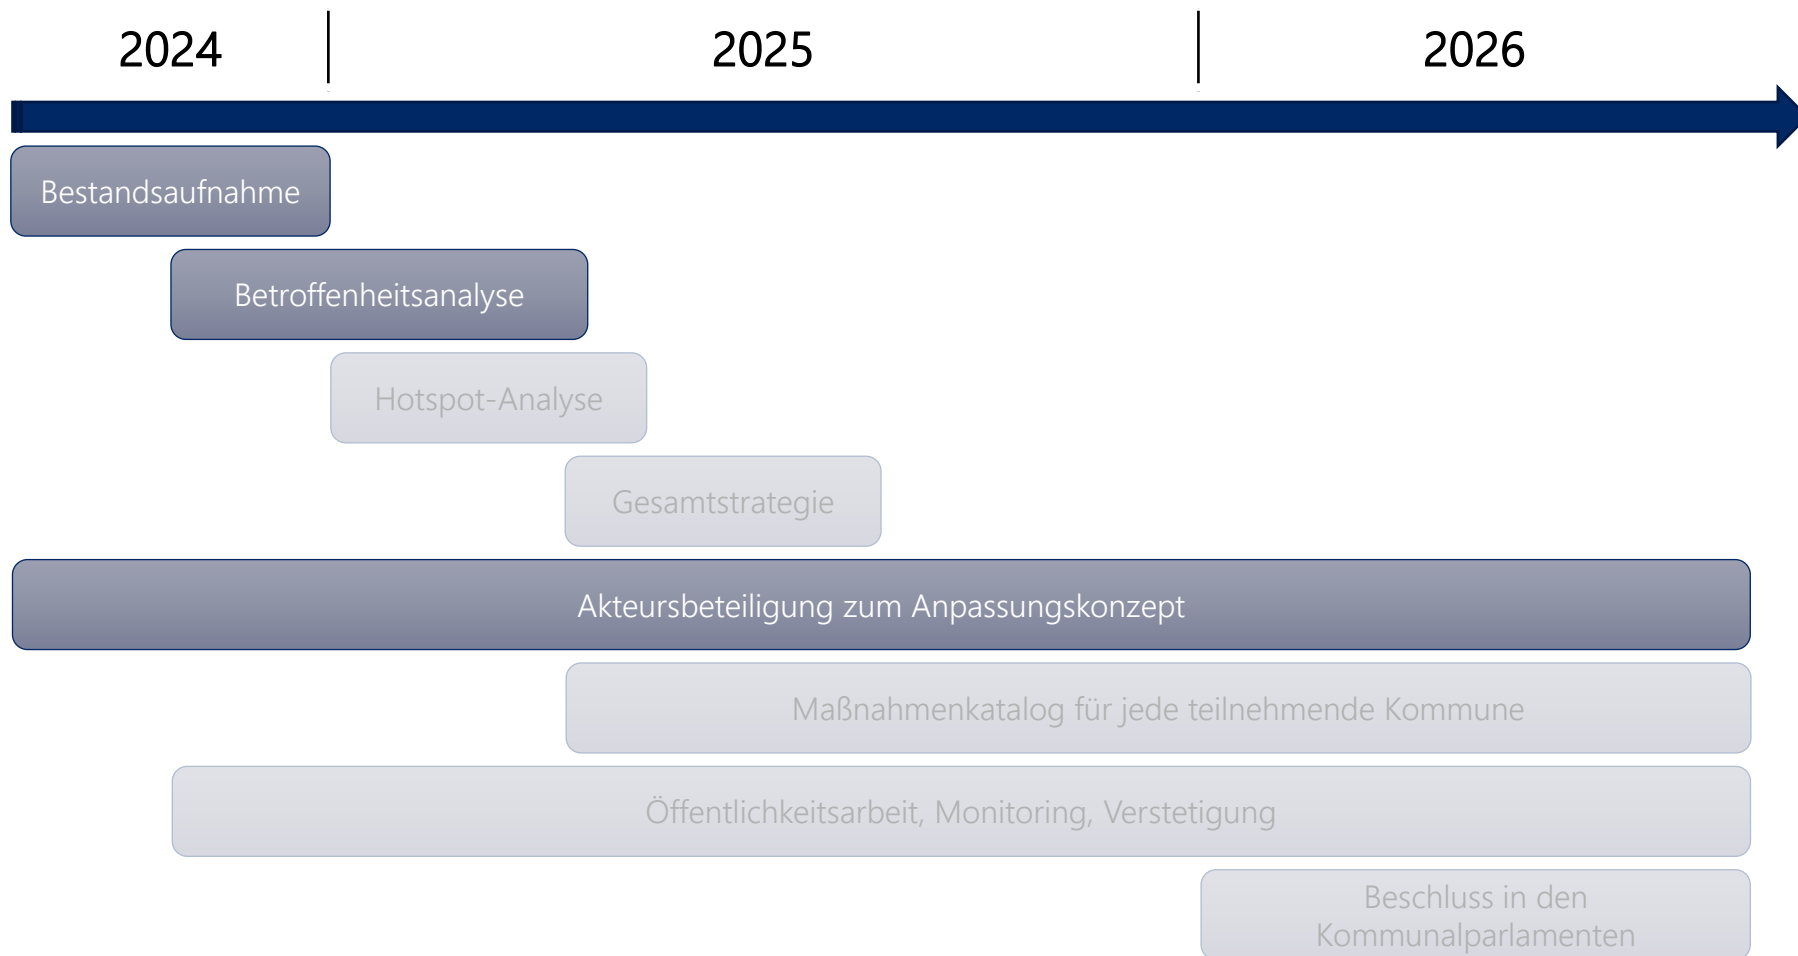 2024
2025
2026
Bestandsaufnahme
Betroffenheitsanalyse
Hotspot-Analyse
Gesamtstrategie
Akteursbeteiligung zum Anpassungskonzept
Maßnahmenkatalog für jede teilnehmende Kommune
Öffentlichkeitsarbeit, Monitoring, Verstetigung
Beschluss in den
Kommunalparlamenten